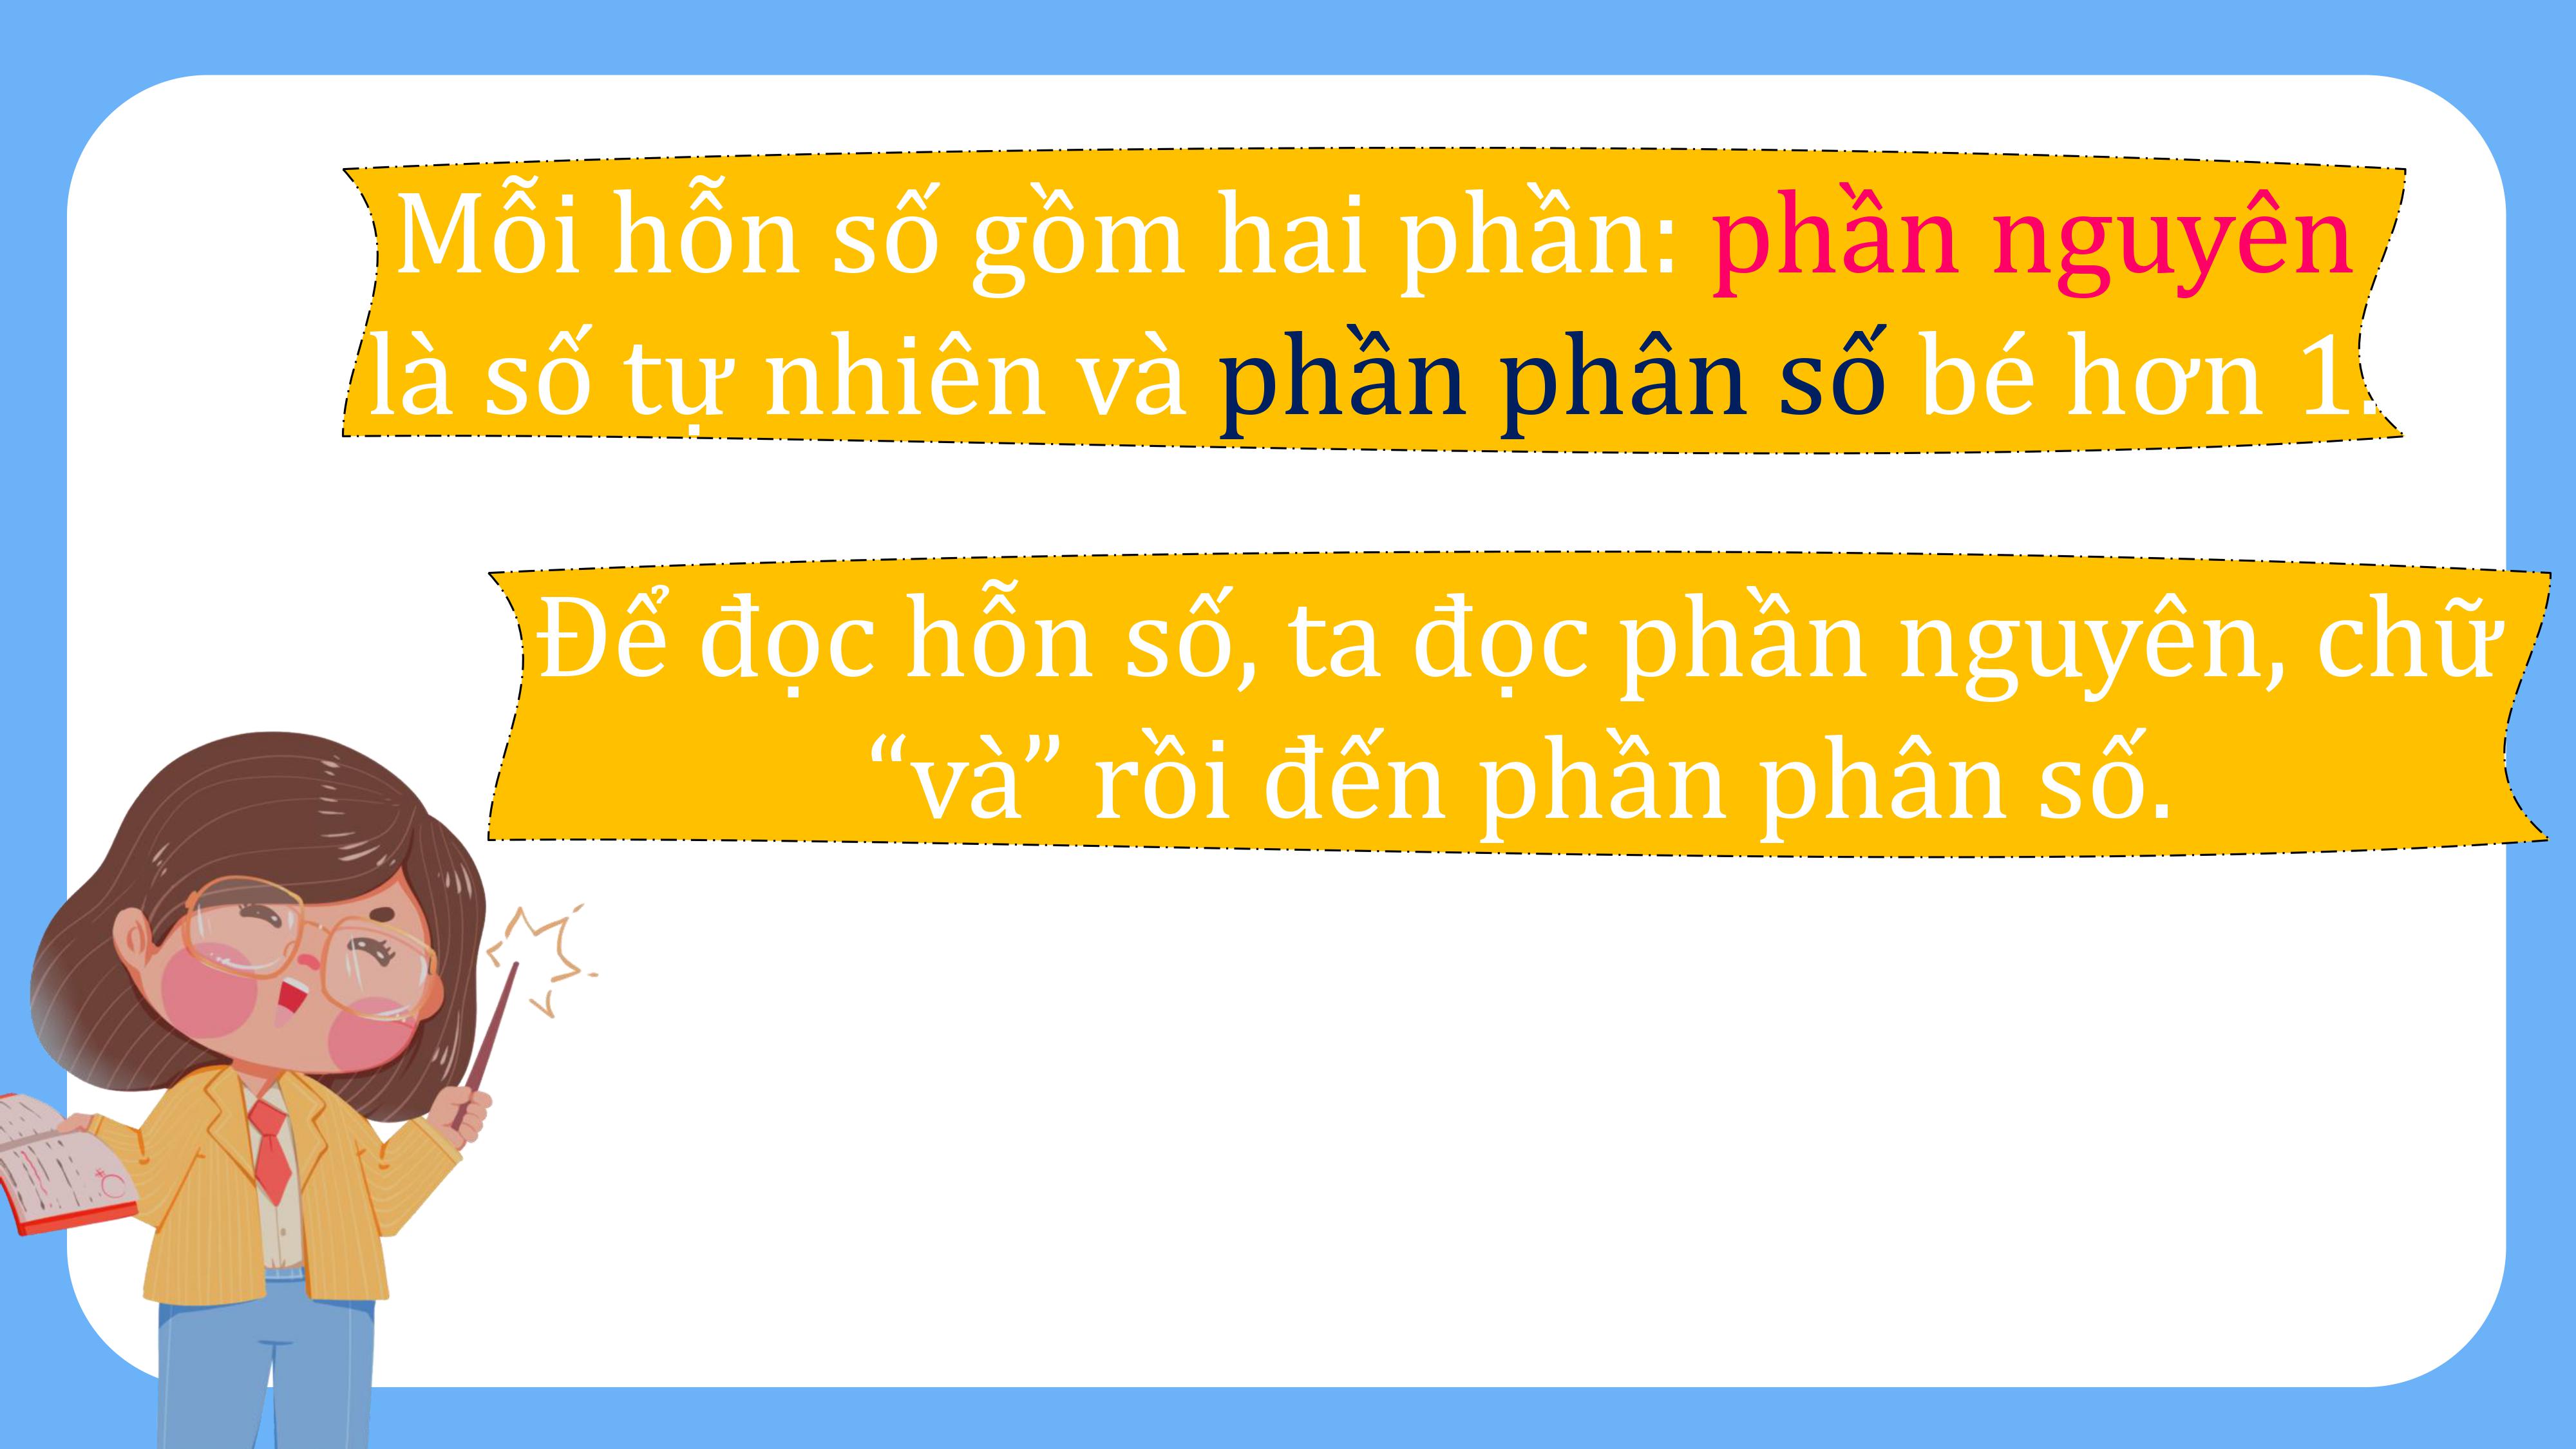 Mỗi hỗn số gồm hai phần: phần nguyên
là số tự nhiên và phần phân số bé hơn 1.
Để đọc hỗn số, ta đọc phần nguyên, chữ
“và” rồi đến phần phân số.